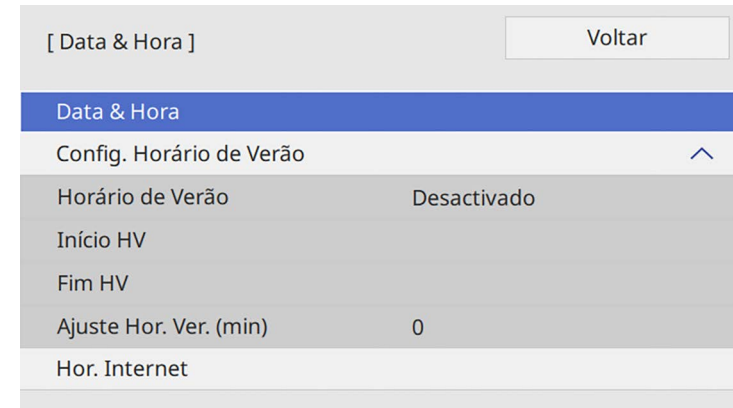 [ Data & Hora ] Voltar
Data & Hora
Config. Horário de Verão
Horário de Verão Desactivado
Início HV
Fim HV
Ajuste Hor. Ver. (min) 0
Hor. Internet